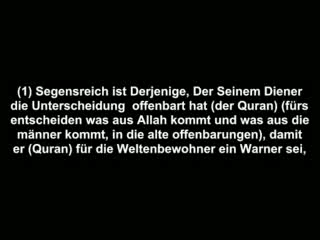 (1) Segensreich ist Derjenige, Der Seinem Diener
die Unterscheidung offenbart hat (der Quran) (fürs
entscheiden was aus Allah kommt und was aus die
männer kommt, in die alte offenbarungen), damit
er (Quran) für die Weltenbewohner ein Warner sei,